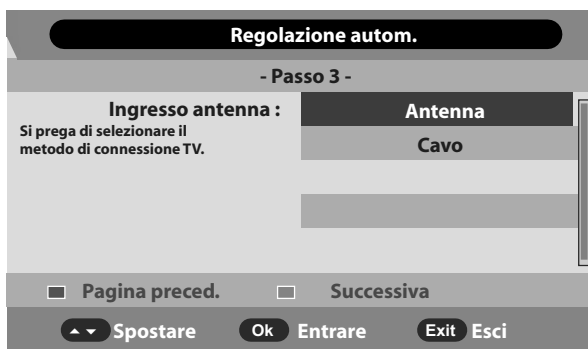 Regolazione autom.
- Passo 3 -
Ingresso antenna :
Si prega di selezionare il
metodo di connessione TV.
Antenna
Cavo
Pagina preced.
Successiva
Spostare
Ok Entrare
Exit Esci